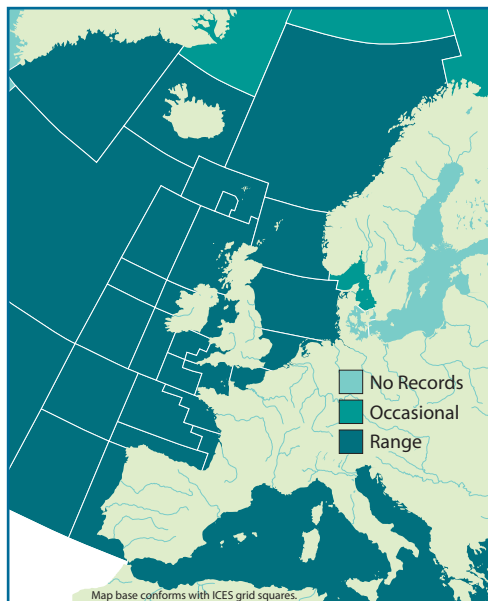 No Records
Occasional
Range
Map base conforms with ICES grid squares.